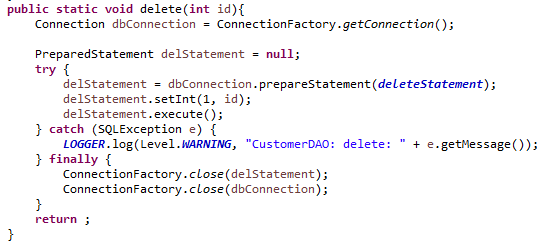 public static void delete(int id){
    Connection dbConnection = ConnectionFactory.getConnection();

    PreparedStatement delStatement = null;
    try {
        delStatement = dbConnection.prepareStatement(deleteStatement);
        delStatement.setInt(1, id);
        delStatement.execute();
    } catch (SQLException e) {
        LOGGER.log(Level.WARNING, "CustomerDAO: delete: " + e.getMessage());
    } finally {
        ConnectionFactory.close(delStatement);
        ConnectionFactory.close(dbConnection);
    }
    return ;
}